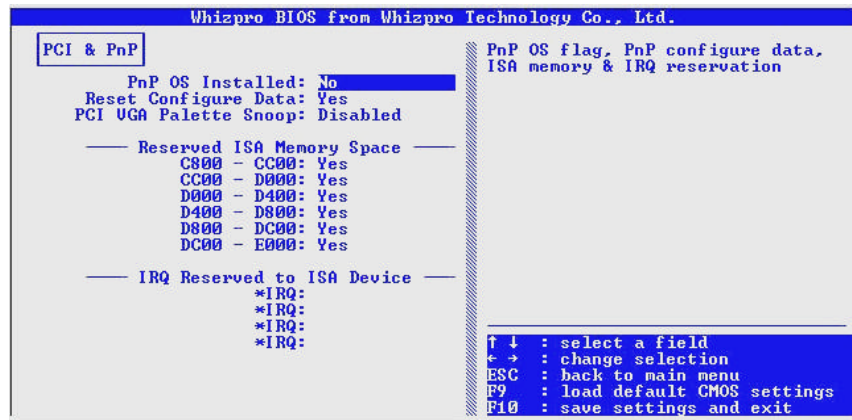 Whizpro BIOS from Whizpro Technology Co., Ltd.
PCI & PnP
PnP OS Installed: No
Reset Configure Data: Yes
PCI VGA Palette Snoop: Disabled
Reserved ISA Memory Space
C800 - CC00: Yes
CC00 - D000: Yes
D000 - D400: Yes
D400 - D800: Yes
D800 - DC00: Yes
DC00 - E000: Yes
IRQ Reserved to ISA Device
*IRQ:
*IRQ:
*IRQ:
*IRQ:
PnP OS flag, PnP configure data,
ISA memory & IRQ reservation
↑ ↓ : select a field
← → : change selection
ESC : back to main menu
F9 : load default CMOS settings
F10 : save settings and exit